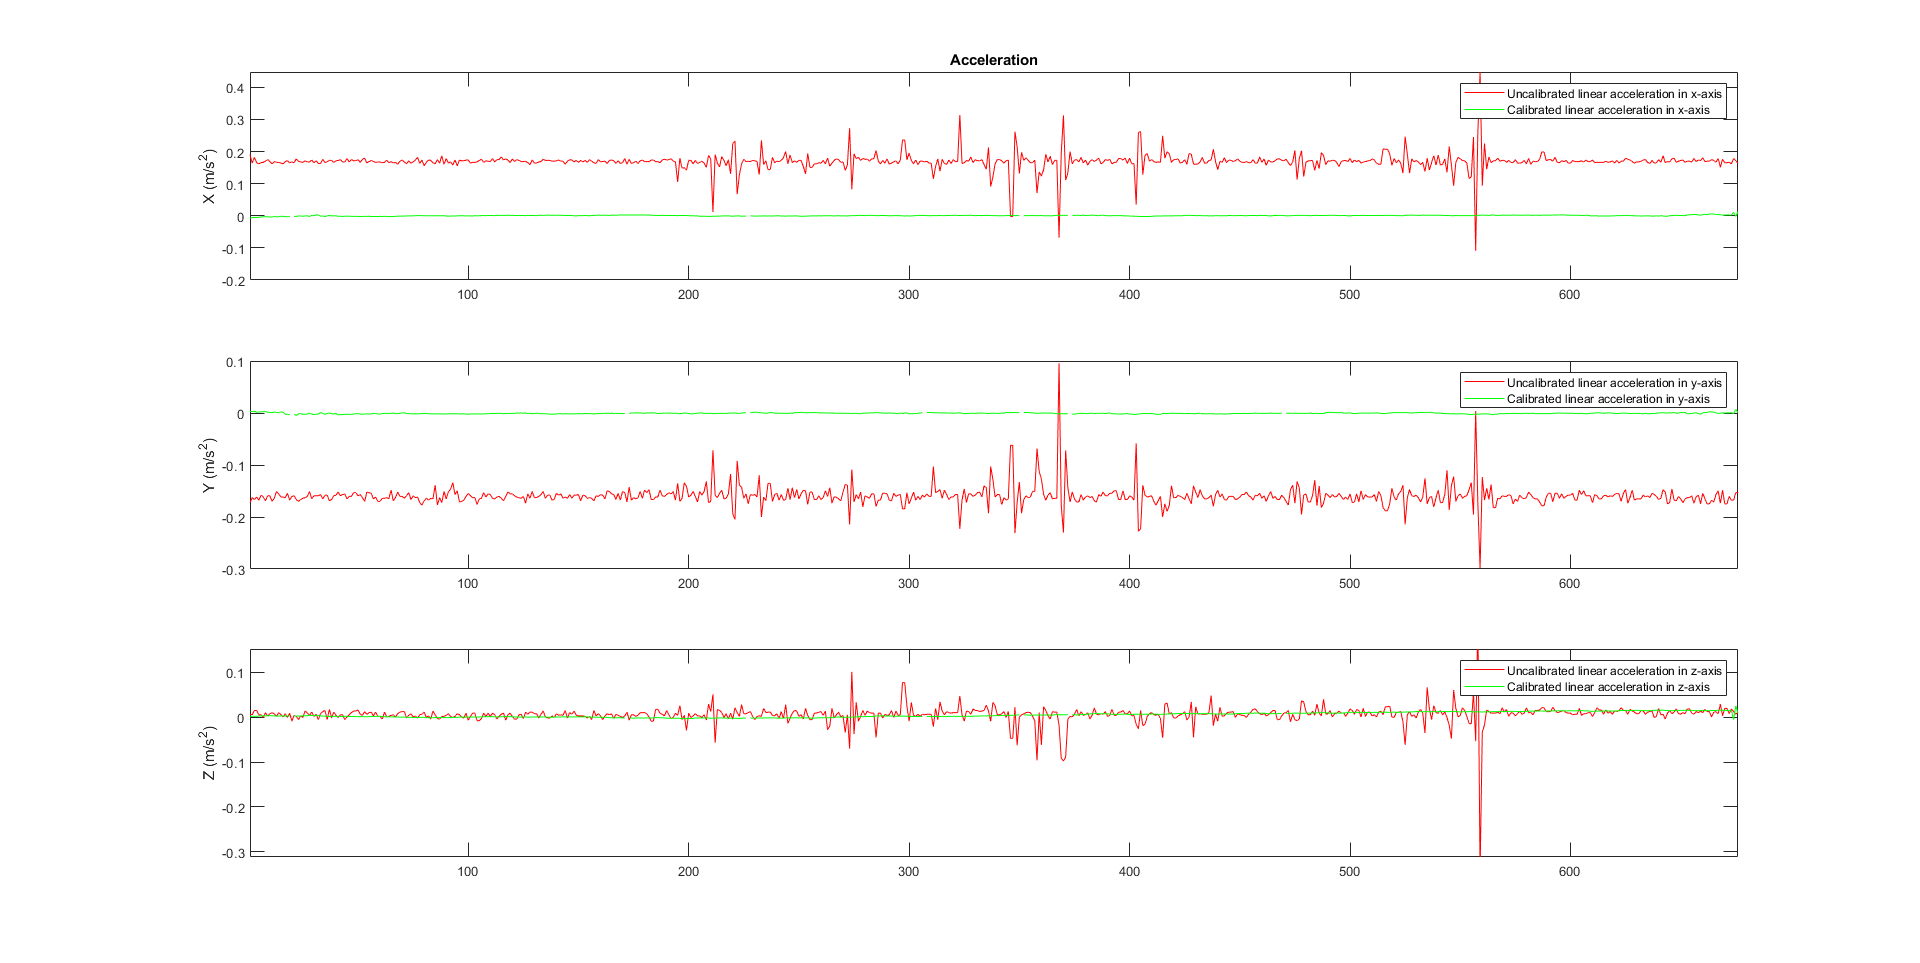 Acceleration
Uncalibrated linear acceleration in x-axis
Calibrated linear acceleration in x-axis
X (m/s²)
0.4
0.3
0.2
0.1
0
-0.1
-0.2
100 200 300 400 500 600
Uncalibrated linear acceleration in y-axis
Calibrated linear acceleration in y-axis
Y (m/s²)
0.1
0
-0.1
-0.2
-0.3
100 200 300 400 500 600
Uncalibrated linear acceleration in z-axis
Calibrated linear acceleration in z-axis
Z (m/s²)
0.1
0
-0.1
-0.2
-0.3
100 200 300 400 500 600